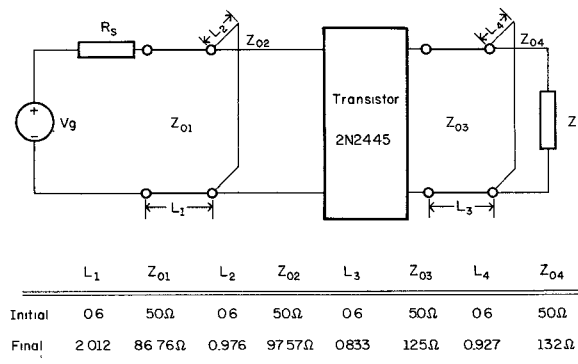 Rs
L2
Z02
L4
Z04
Vg
Z01
Transistor
2N2445
Z03
Z
L1
L3
L1 Z01 L2 Z02 L3 Z03 L4 Z04
Initial 06 50Ω 06 50Ω 06 50Ω 06 50Ω
Final 2 012 86 76Ω 0.976 97 57Ω 0.833 125Ω 0.927 132Ω